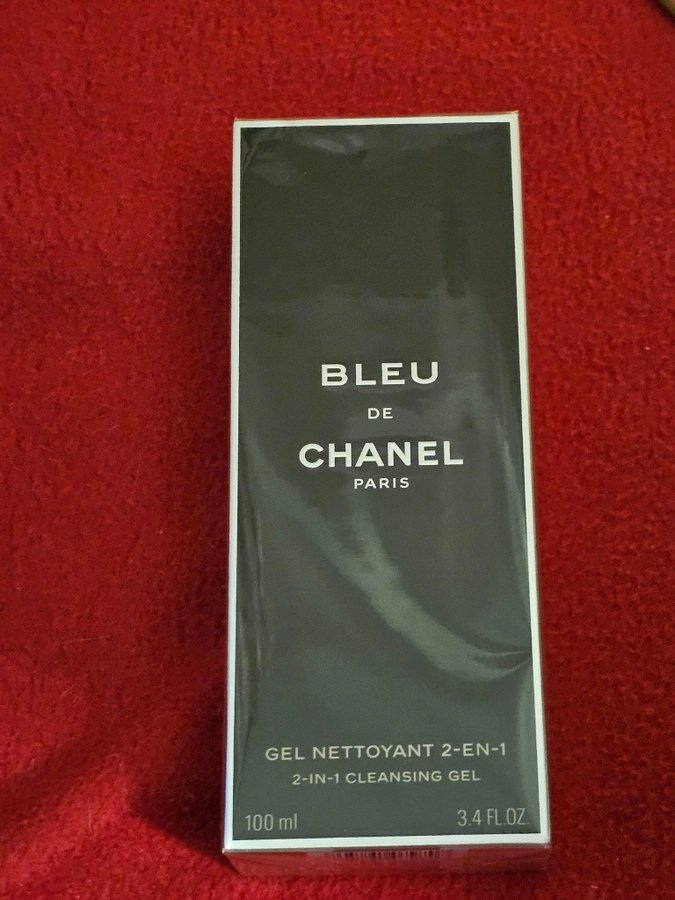 BLEU
DE
CHANEL
PARIS
GEL NETTOYANT 2-EN-1
2-IN-1 CLEANSING GEL
100 ml 3.4 FL.OZ.